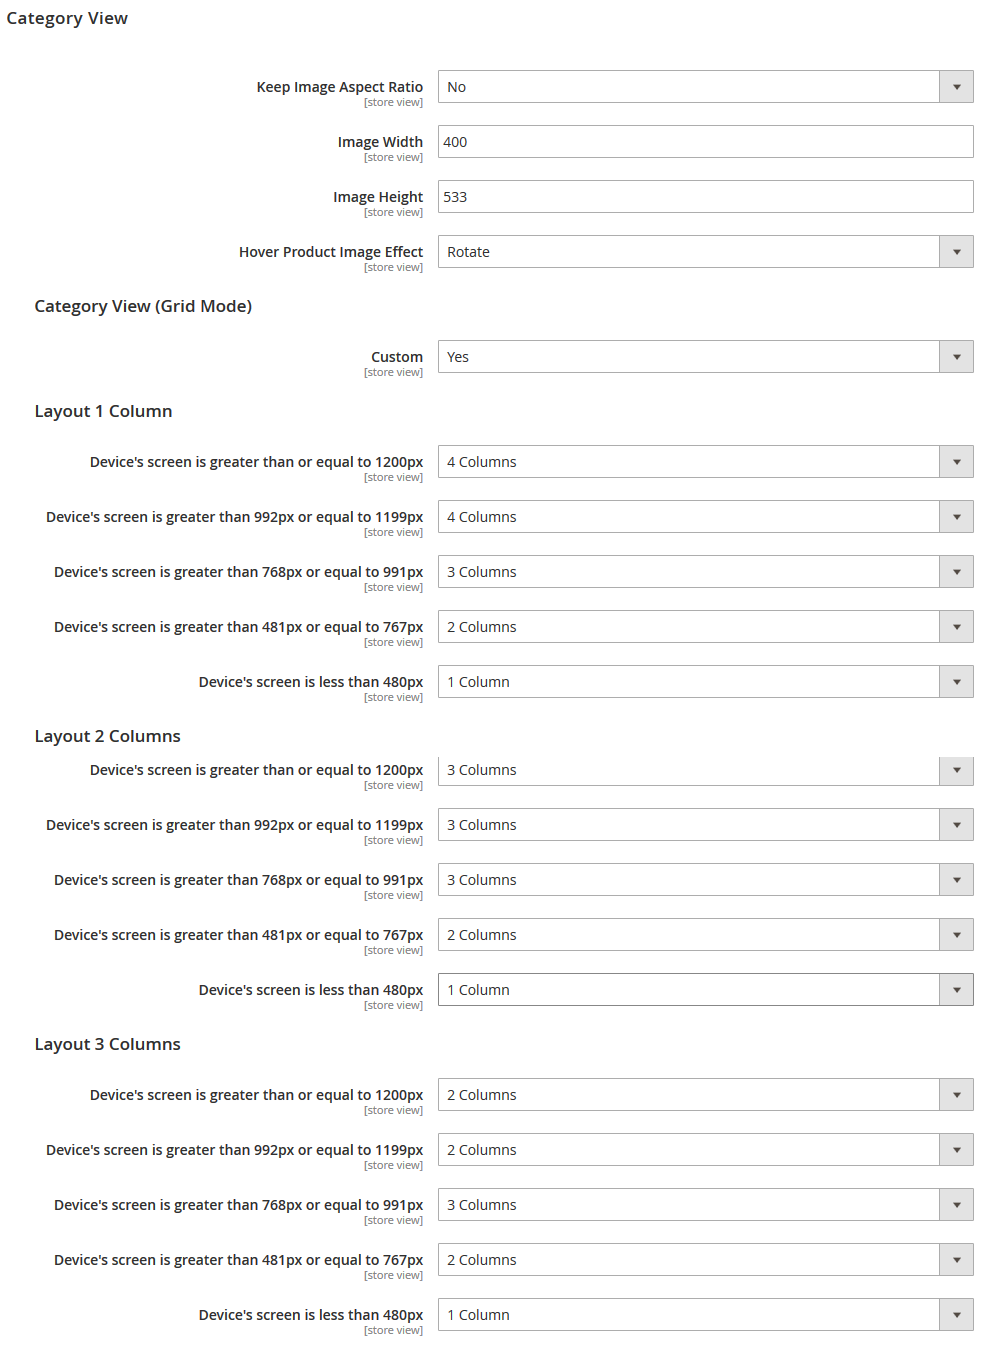 Category View
Keep Image Aspect Ratio No
[store view]
Image Width 400
[store view]
Image Height 533
[store view]
Hover Product Image Effect Rotate
[store view]
Category View (Grid Mode)
Custom Yes
[store view]
Layout 1 Column
Device's screen is greater than or equal to 1200px 4 Columns
[store view]
Device's screen is greater than 992px or equal to 1199px 4 Columns
[store view]
Device's screen is greater than 768px or equal to 991px 3 Columns
[store view]
Device's screen is greater than 481px or equal to 767px 2 Columns
[store view]
Device's screen is less than 480px 1 Column
[store view]
Layout 2 Columns
Device's screen is greater than or equal to 1200px 3 Columns
[store view]
Device's screen is greater than 992px or equal to 1199px 3 Columns
[store view]
Device's screen is greater than 768px or equal to 991px 3 Columns
[store view]
Device's screen is greater than 481px or equal to 767px 2 Columns
[store view]
Device's screen is less than 480px 1 Column
[store view]
Layout 3 Columns
Device's screen is greater than or equal to 1200px 2 Columns
[store view]
Device's screen is greater than 992px or equal to 1199px 2 Columns
[store view]
Device's screen is greater than 768px or equal to 991px 3 Columns
[store view]
Device's screen is greater than 481px or equal to 767px 2 Columns
[store view]
Device's screen is less than 480px 1 Column
[store view]